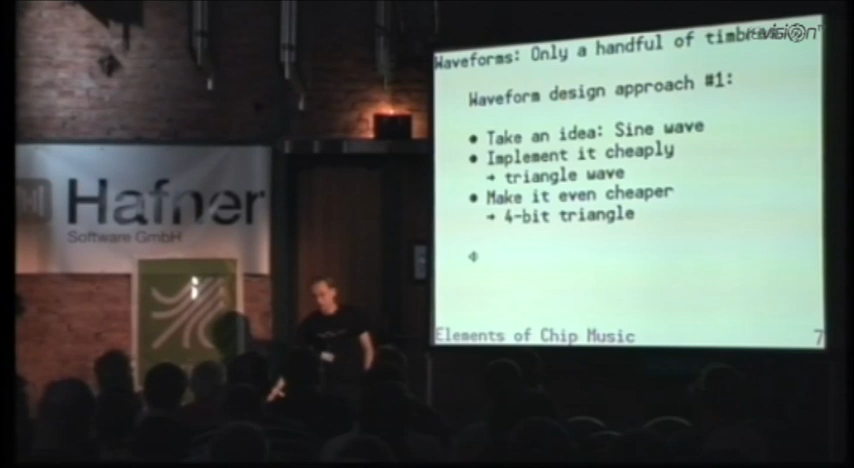 Waveforms: Only a handful of timbres
revision
Waveform design approach #1:
• Take an idea: Sine wave
• Implement it cheaply
→ triangle wave
• Make it even cheaper
→ 4-bit triangle
Elements of Chip Music
7
Hafner
Software GmbH